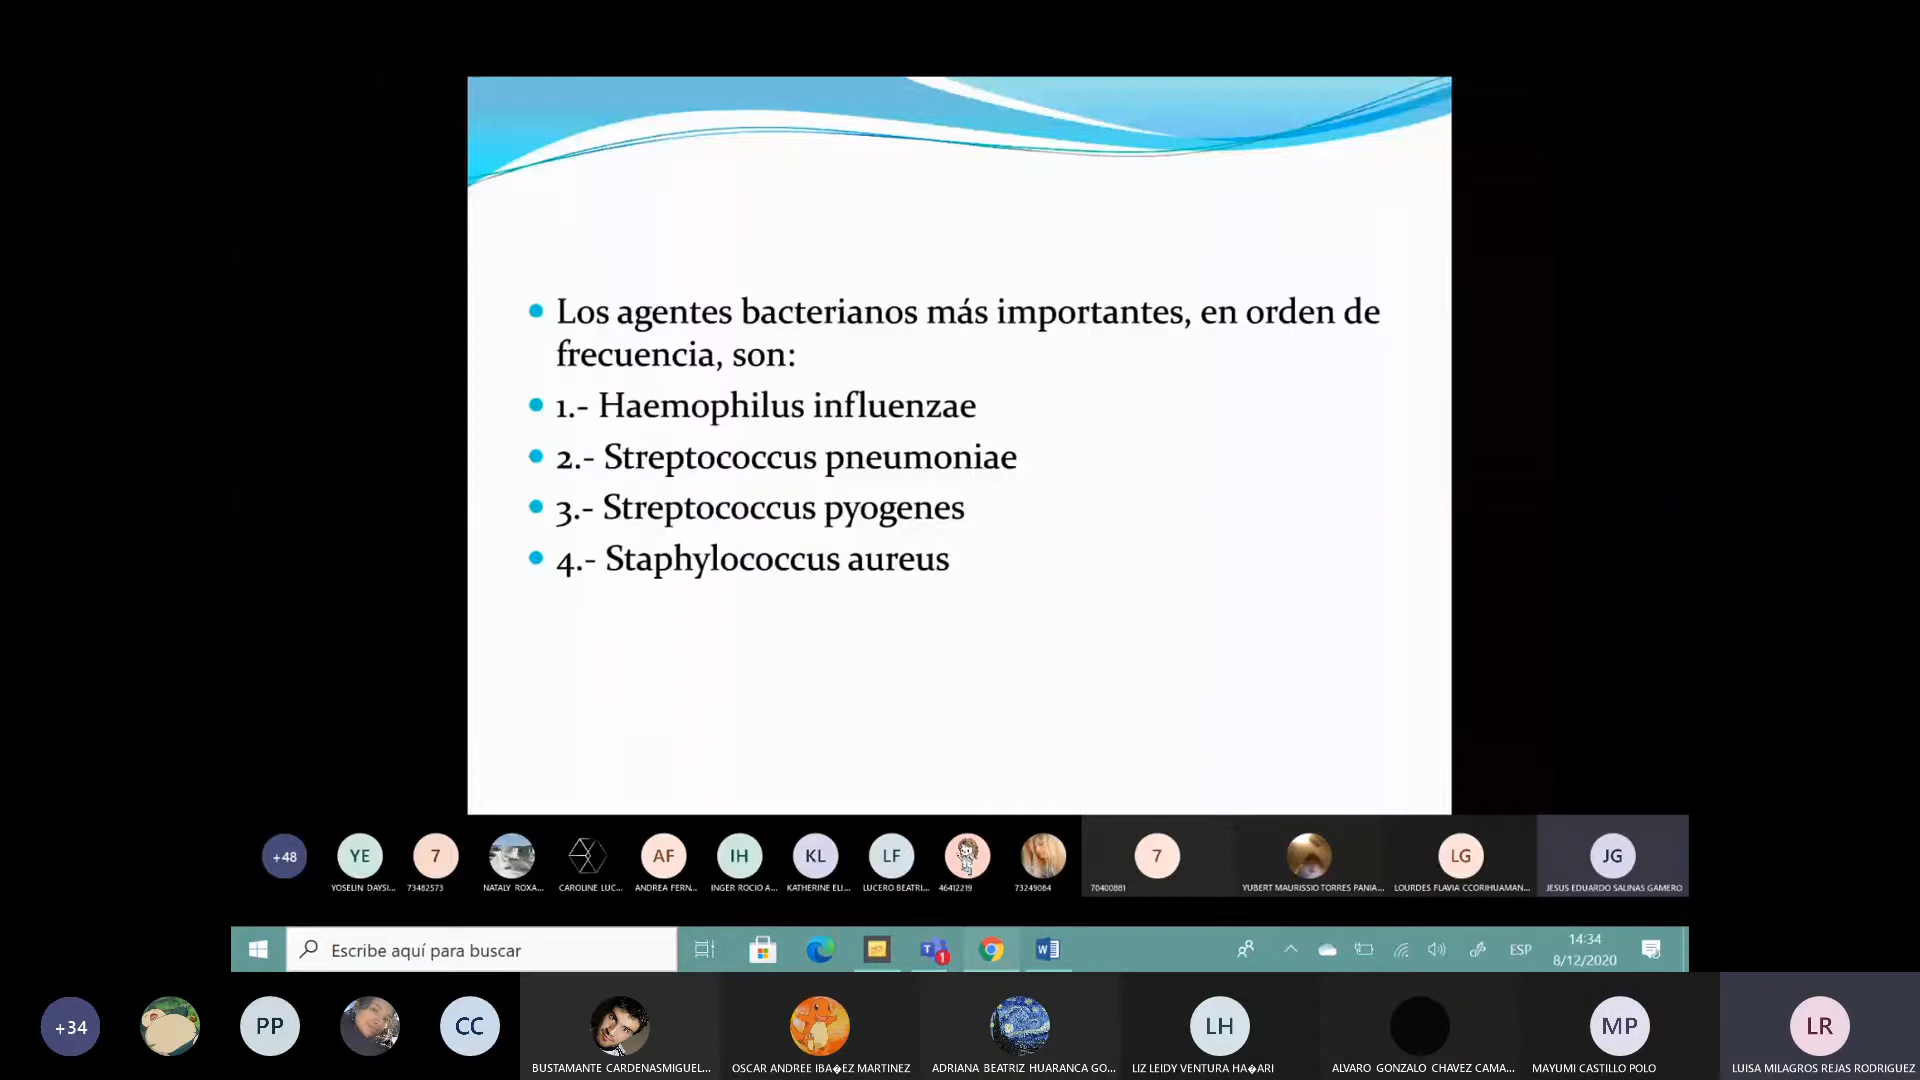 Los agentes bacterianos más importantes, en orden de
frecuencia, son:
1.- Haemophilus influenzae
2.- Streptococcus pneumoniae
3.- Streptococcus pyogenes
4.- Staphylococcus aureus
+48
YE
7
AF
IH
KL
LF
7
LG
JG
YOSELIN DAYSI...
73482573
NATALY ROXA...
CAROLINE LUC...
ANDREA FERN...
INGER ROCIO A...
KATHERINE ELI...
LUCERO BEATRI...
46412219
73249084
70400881
YUBERT MAURISSIO TORRES PANIA...
LOURDES FLAVIA CCORIHUAMAN...
JESUS EDUARDO SALINAS GAMERO
Escribe aquí para buscar
1
ESP
14:34
8/12/2020
+34
PP
CC
LH
MP
LR
BUSTAMANTE CARDENASMIGUEL...
OSCAR ANDREE IBA�EZ MARTINEZ
ADRIANA BEATRIZ HUARANCA GO...
LIZ LEIDY VENTURA HA�ARI
ALVARO GONZALO CHAVEZ CAMA...
MAYUMI CASTILLO POLO
LUISA MILAGROS REJAS RODRIGUEZ